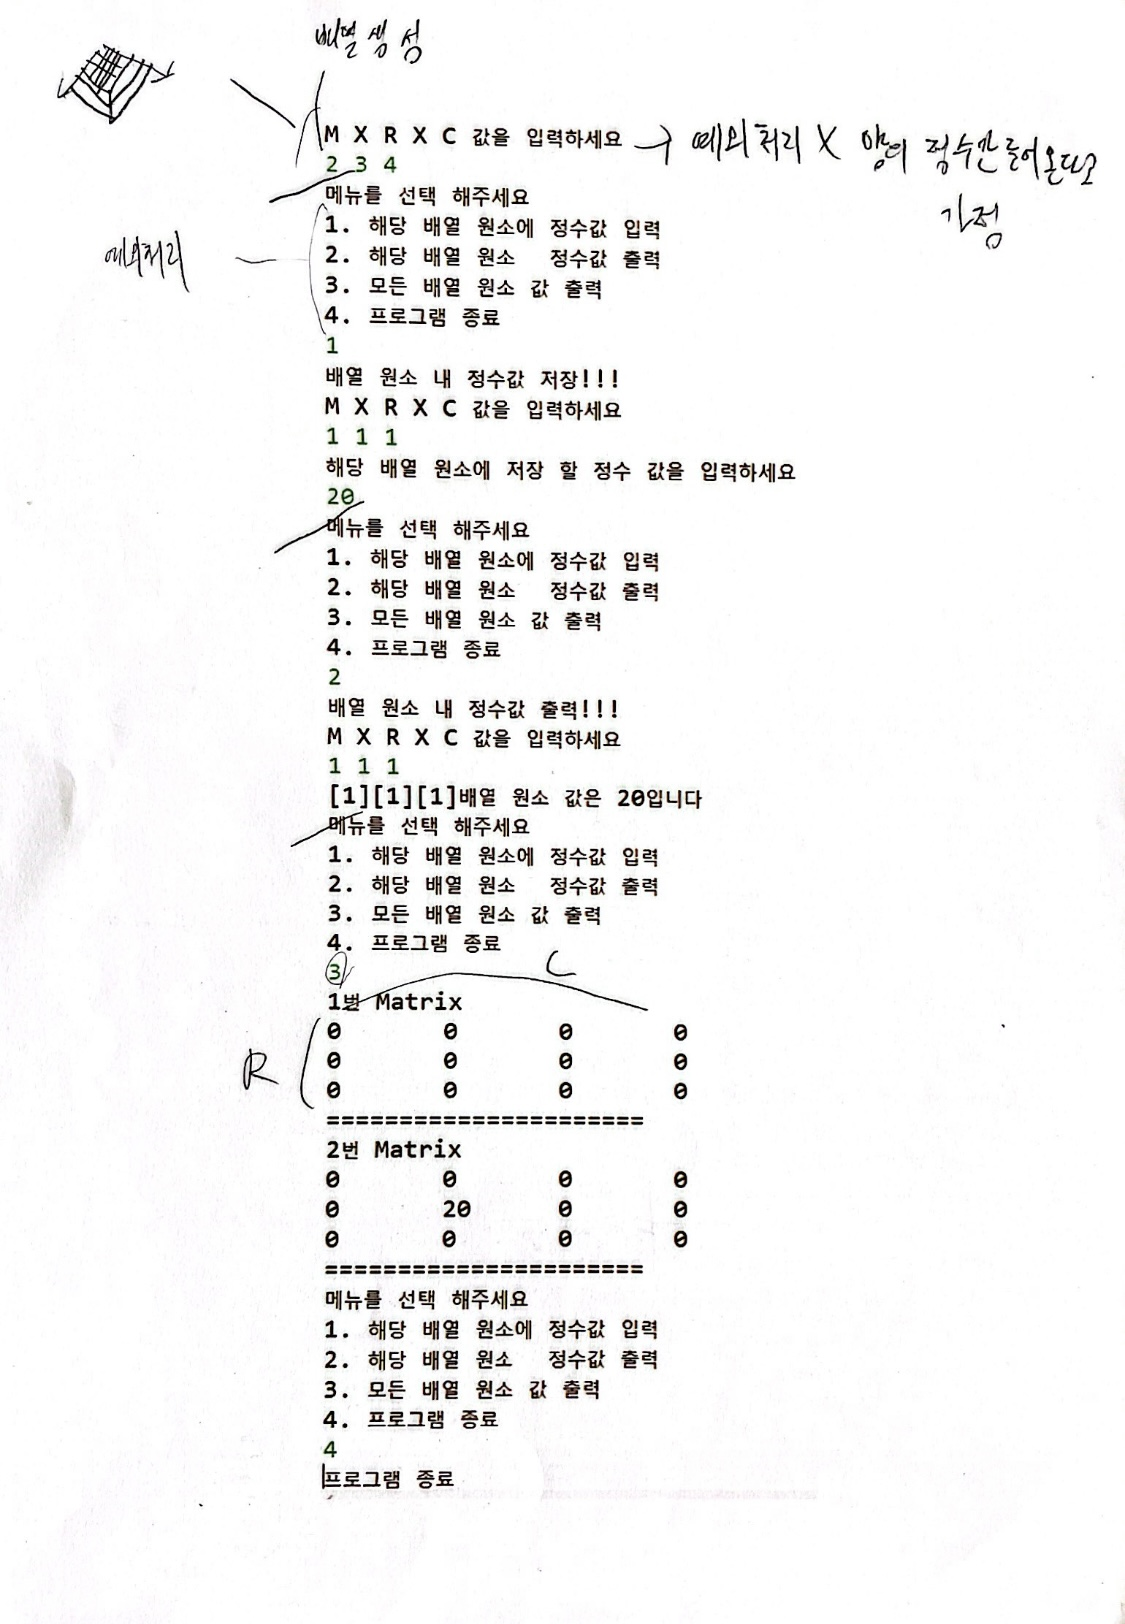 배열생성
M X R X C 값을 입력하세요 → 예외처리 X 양의 정수만 들어온다고
가정
2 3 4
메뉴를 선택 해주세요
1. 해당 배열 원소에 정수값 입력
예외처리
2. 해당 배열 원소 정수값 출력
3. 모든 배열 원소 값 출력
4. 프로그램 종료
1
배열 원소 내 정수값 저장!!!
M X R X C 값을 입력하세요
1 1 1
해당 배열 원소에 저장 할 정수 값을 입력하세요
20
메뉴를 선택 해주세요
1. 해당 배열 원소에 정수값 입력
2. 해당 배열 원소 정수값 출력
3. 모든 배열 원소 값 출력
4. 프로그램 종료
2
배열 원소 내 정수값 출력!!!
M X R X C 값을 입력하세요
1 1 1
[1][1][1]배열 원소 값은 20입니다
메뉴를 선택 해주세요
1. 해당 배열 원소에 정수값 입력
2. 해당 배열 원소 정수값 출력
3. 모든 배열 원소 값 출력
4. 프로그램 종료
3
C
1번 Matrix
0 0 0 0
R
0 0 0 0
0 0 0 0
======================
2번 Matrix
0 0 0 0
0 20 0 0
0 0 0 0
======================
메뉴를 선택 해주세요
1. 해당 배열 원소에 정수값 입력
2. 해당 배열 원소 정수값 출력
3. 모든 배열 원소 값 출력
4. 프로그램 종료
4
프로그램 종료